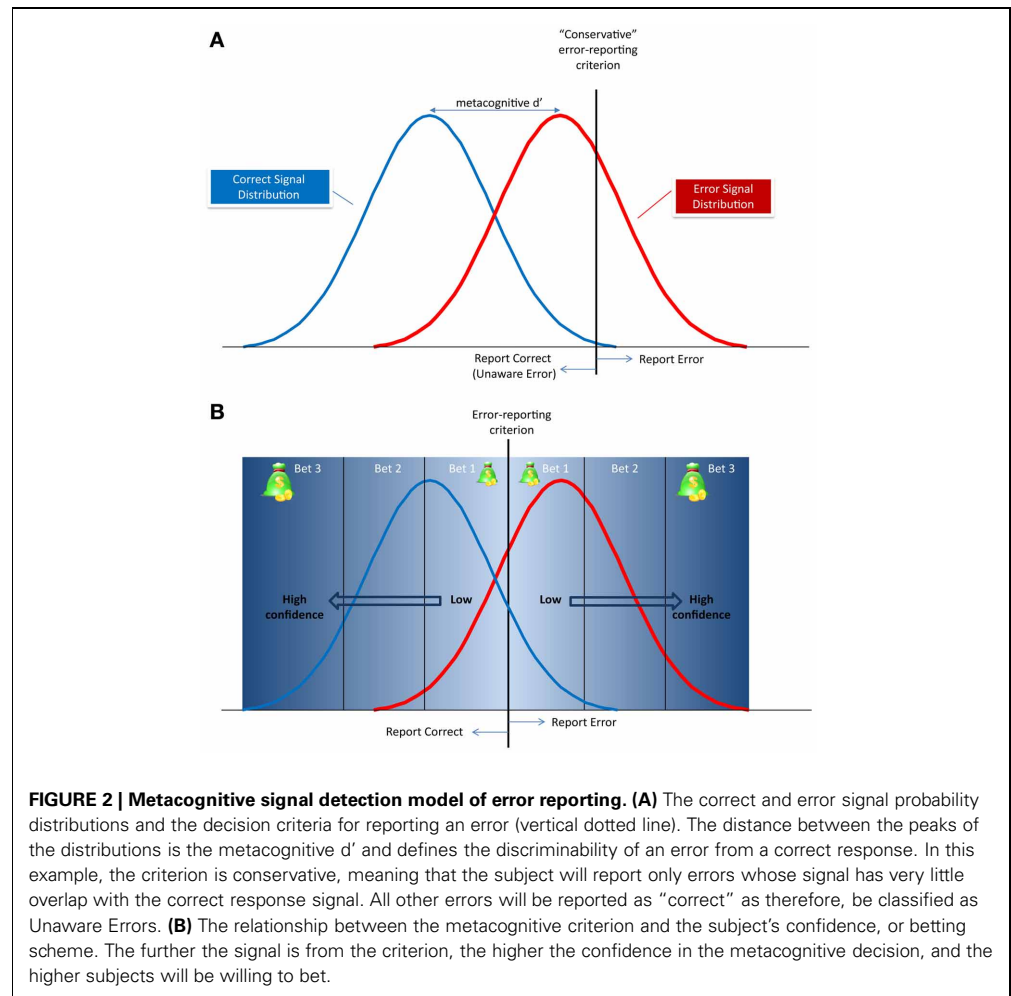 A
“Conservative”
error-reporting
criterion
metacognitive d’
Correct Signal
Distribution
Error Signal
Distribution
Report Correct
(Unaware Error)
Report Error
B
Error-reporting
criterion
Bet 3
Bet 2
Bet 1
Bet 1
Bet 2
Bet 3
High
confidence
Low
Low
High
confidence
Report Correct
Report Error
FIGURE 2 | Metacognitive signal detection model of error reporting. (A) The correct and error signal probability
distributions and the decision criteria for reporting an error (vertical dotted line). The distance between the peaks of
the distributions is the metacognitive d’ and defines the discriminability of an error from a correct response. In this
example, the criterion is conservative, meaning that the subject will report only errors whose signal has very little
overlap with the correct response signal. All other errors will be reported as “correct” as therefore, be classified as
Unaware Errors. (B) The relationship between the metacognitive criterion and the subject’s confidence, or betting
scheme. The further the signal is from the criterion, the higher the confidence in the metacognitive decision, and the
higher subjects will be willing to bet.